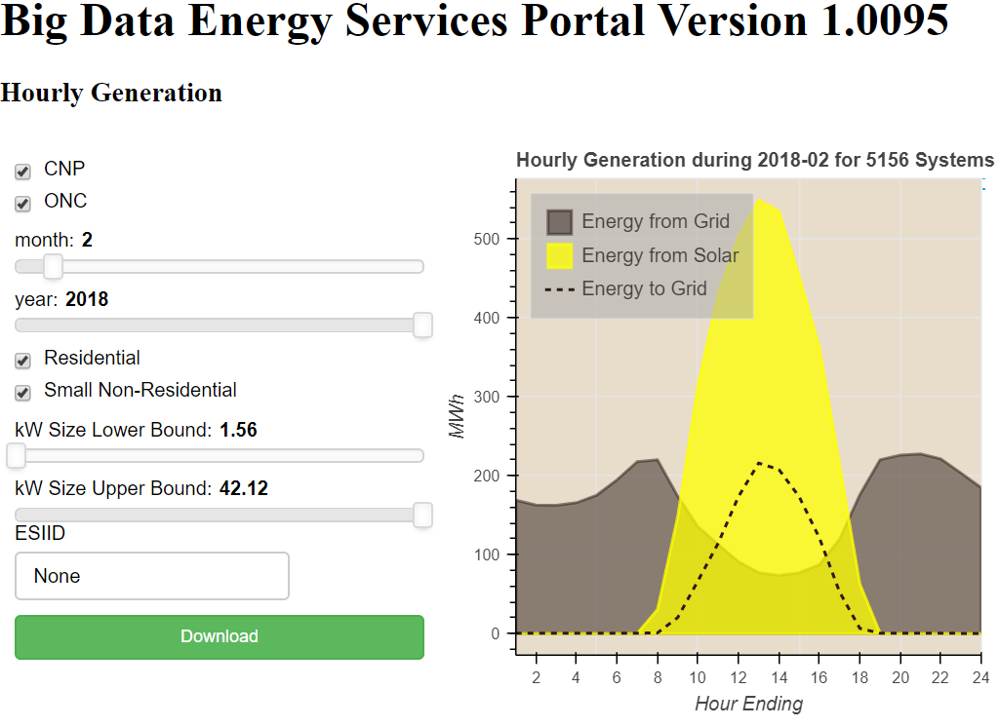 Big Data Energy Services Portal Version 1.0095
Hourly Generation
CNP
ONC
month: 2
year: 2018
Residential
Small Non-Residential
kW Size Lower Bound: 1.56
kW Size Upper Bound: 42.12
ESIID
None
Download
Hourly Generation during 2018-02 for 5156 Systems
Energy from Grid
Energy from Solar
Energy to Grid
MWh
500
400
300
200
100
0
2 4 6 8 10 12 14 16 18 20 22 24
Hour Ending